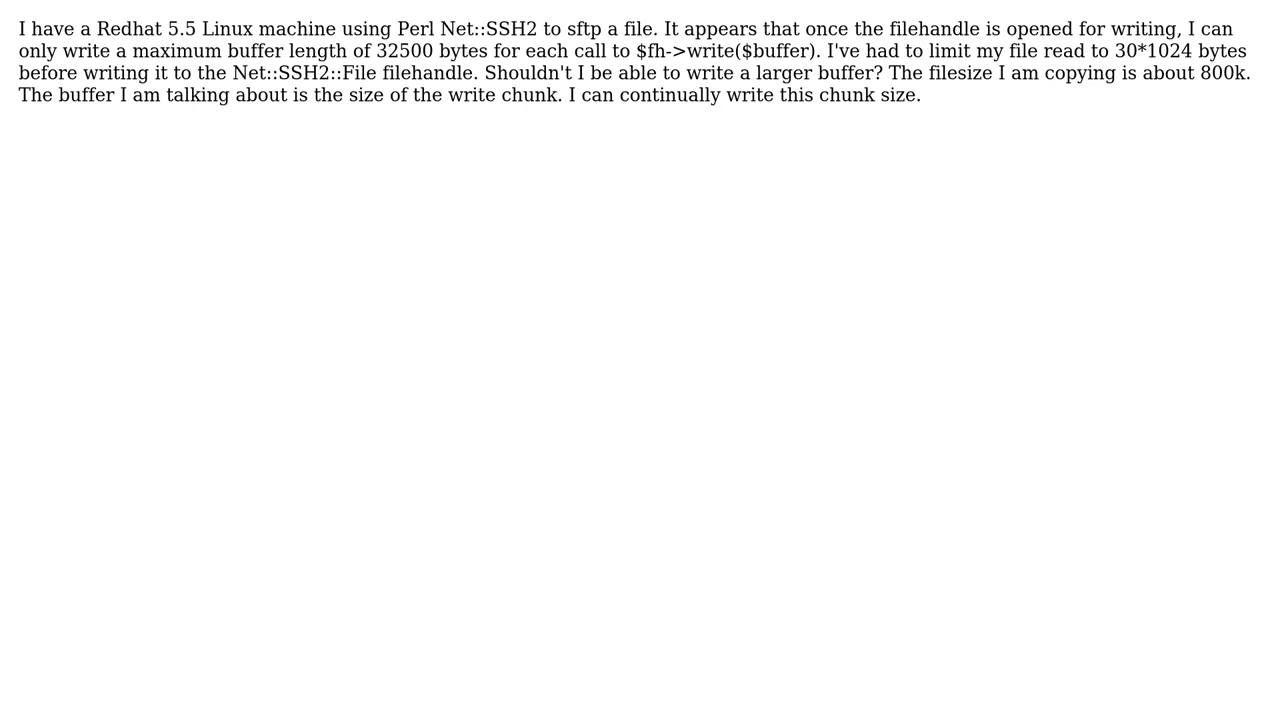 I have a Redhat 5.5 Linux machine using Perl Net::SSH2 to sftp a file. It appears that once the filehandle is opened for writing, I can
only write a maximum buffer length of 32500 bytes for each call to $fh->write($buffer). I've had to limit my file read to 30*1024 bytes
before writing it to the Net::SSH2::File filehandle. Shouldn't I be able to write a larger buffer? The filesize I am copying is about 800k.
The buffer I am talking about is the size of the write chunk. I can continually write this chunk size.